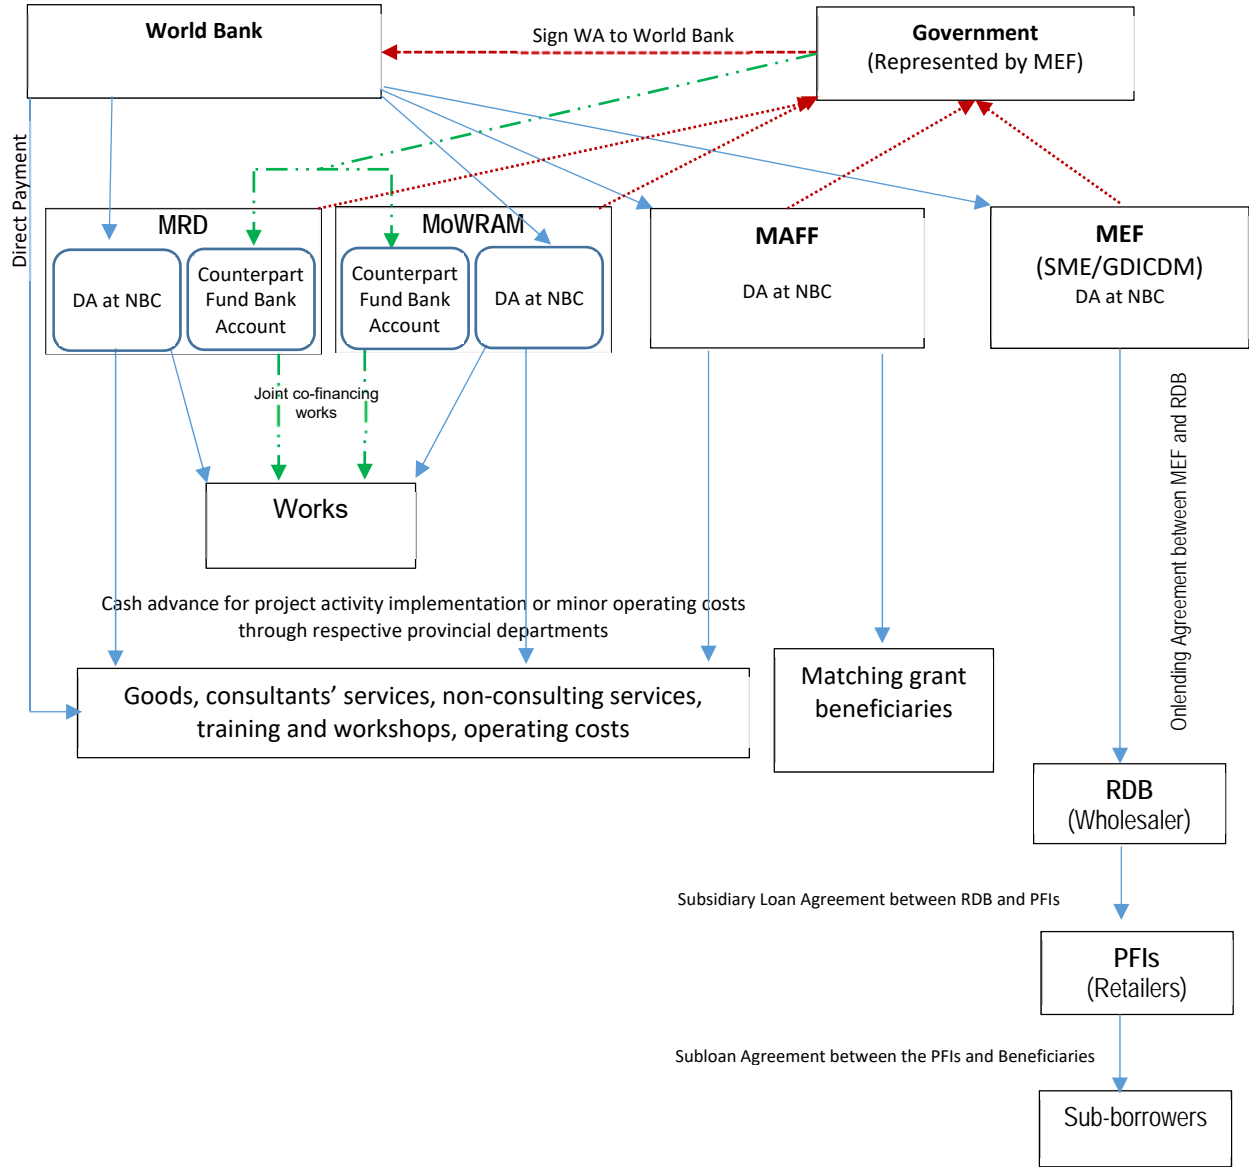 World Bank
Sign WA to World Bank
Government
(Represented by MEF)
Direct Payment
MRD
DA at NBC
Counterpart
Fund Bank
Account
MoWRAM
Counterpart
Fund Bank
Account
DA at NBC
MAFF
DA at NBC
MEF
(SME/GDICDM)
DA at NBC
Joint co-financing
works
Works
Onlending Agreement between MEF and RDB
Cash advance for project activity implementation or minor operating costs
through respective provincial departments
Goods, consultants’ services, non-consulting services,
training and workshops, operating costs
Matching grant
beneficiaries
RDB
(Wholesaler)
Subsidiary Loan Agreement between RDB and PFIs
PFIs
(Retailers)
Subloan Agreement between the PFIs and Beneficiaries
Sub-borrowers